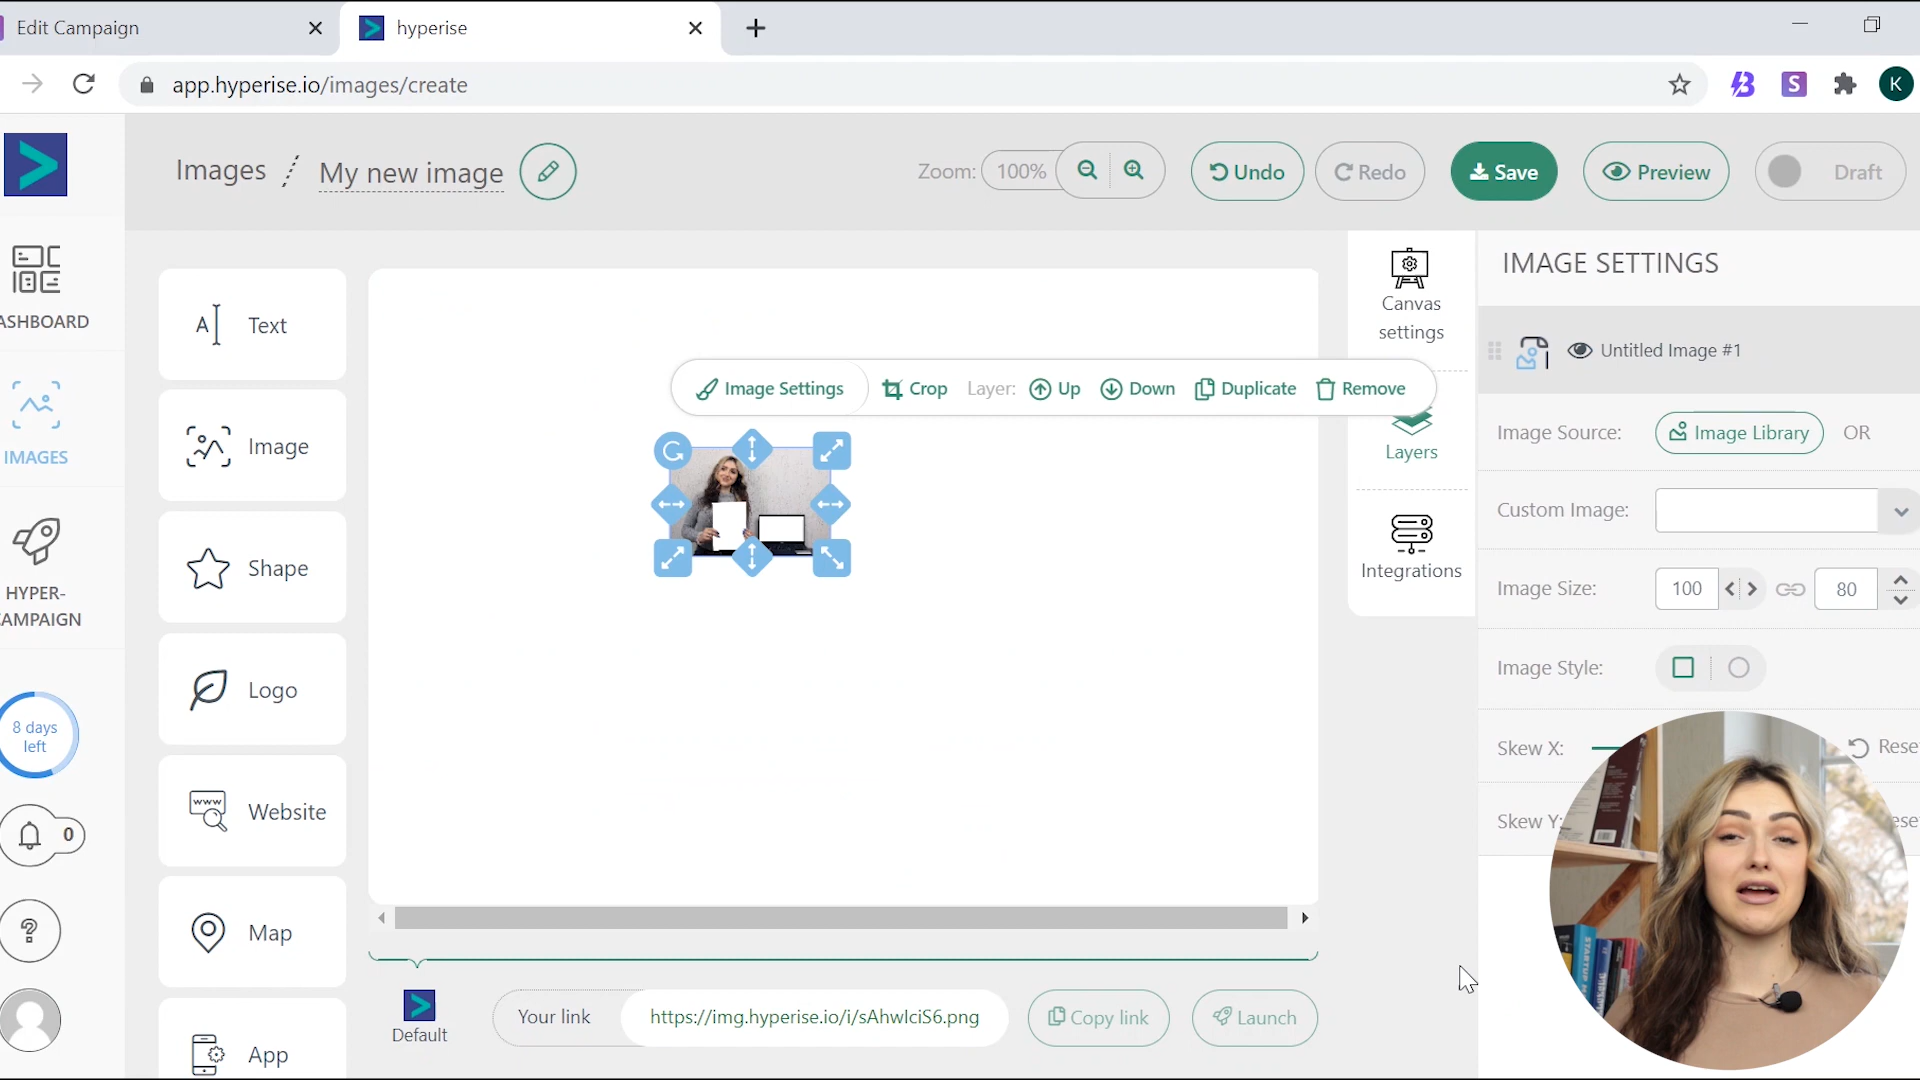 Edit Campaign
hyperise
app.hyperise.io/images/create
S
K
Images
My new image
Zoom:
100%
Undo
Redo
Save
Preview
Draft
ASHBOARD
IMAGES
HYPER-
CAMPAIGN
8 days
left
0
?
A
Text
Image
Shape
Logo
www
Website
Map
App
Image Settings
Crop
Layer:
Up
Down
Duplicate
Remove
Canvas
settings
Layers
Integrations
IMAGE SETTINGS
Untitled Image #1
Image Source:
Image Library
OR
Custom Image:
Image Size:
100
80
Image Style:
Skew X:
Rese
Skew Y:
ese
Default
Your link
https://img.hyperise.io/i/sAhwlciS6.png
Copy link
Launch